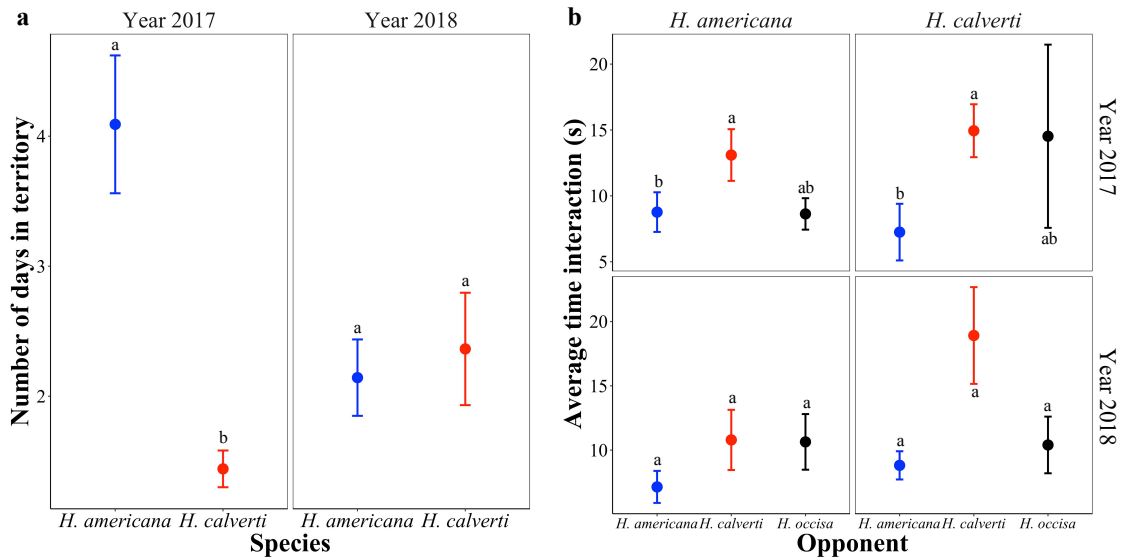 a
Year 2017
Year 2018
Number of days in territory
4
3
2
a
b
a
a
H. americana
H. calverti
H. americana
H. calverti
Species
b
H. americana
H. calverti
Average time interaction (s)
20
15
10
5
b
a
ab
b
a
ab
Year 2017
20
15
10
a
a
a
a
a
a
Year 2018
H. americana
H. calverti
H. occisa
H. americana
H. calverti
H. occisa
Opponent